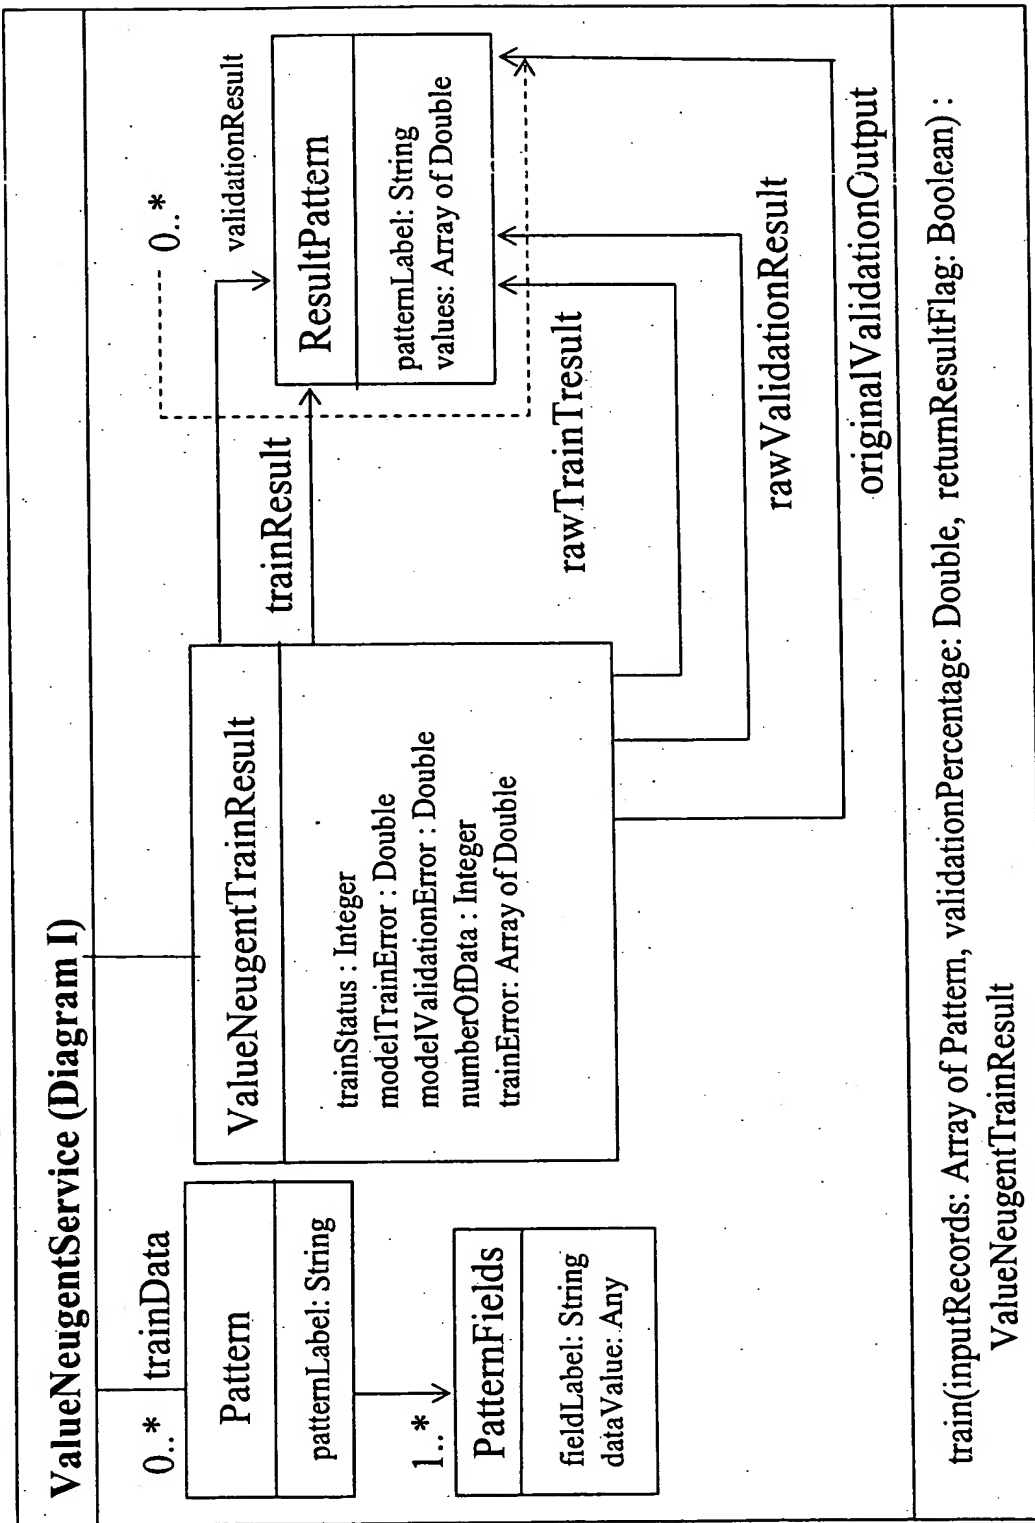 ValueNeugentService (Diagram I)
0..* trainData
Pattern
patternLabel: String
1..*
PatternFields
fieldLabel: String
dataValue: Any
ValueNeugentTrainResult
trainStatus : Integer
modelTrainError : Double
modelValidationError : Double
numberOfData : Integer
trainError: Array of Double
trainResult
0..*
validationResult
ResultPattern
patternLabel: String
values: Array of Double
rawTrainTresult
rawValidationResult
originalValidationOutput
train(inputRecords: Array of Pattern, validationPercentage: Double, returnResultFlag: Boolean) :
ValueNeugentTrainResult